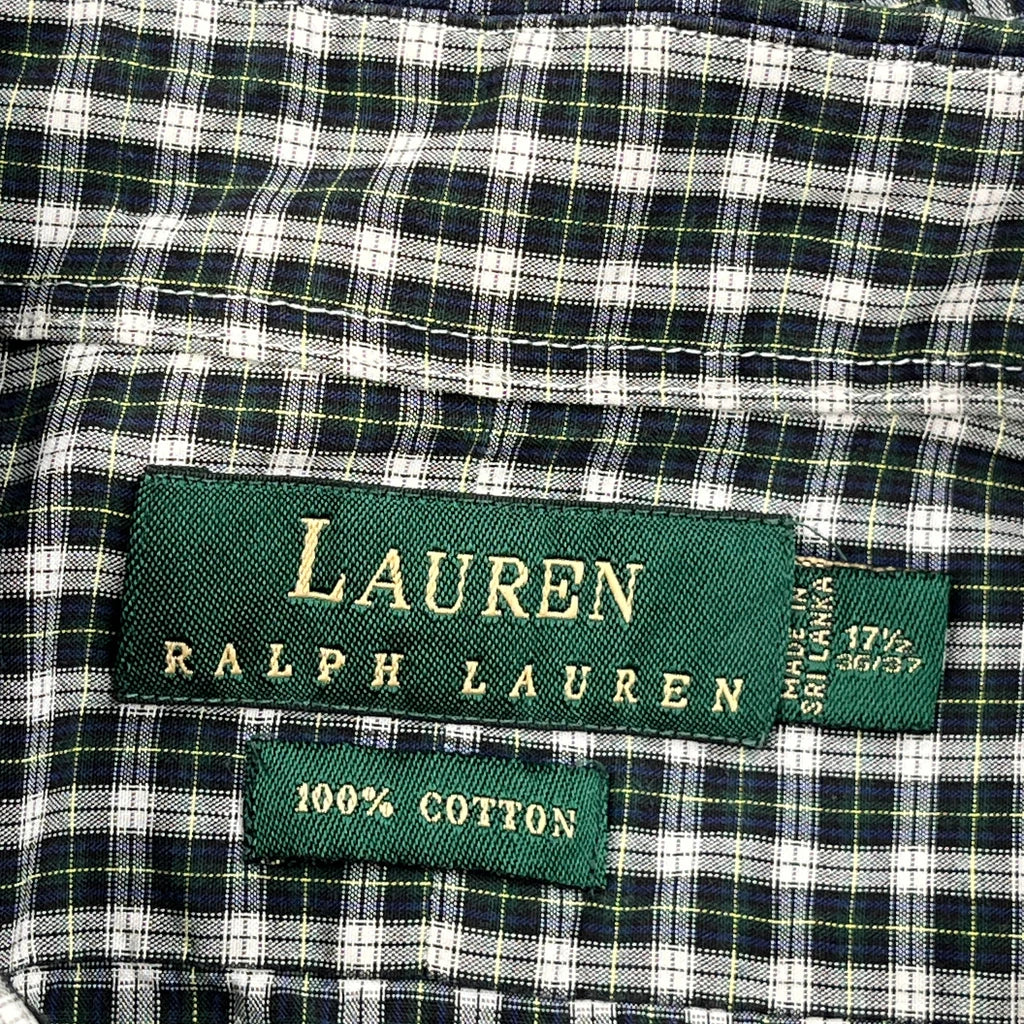 LAUREN
RALPH LAUREN
MADE IN
SRI LANKA
17½
36/37
100% COTTON